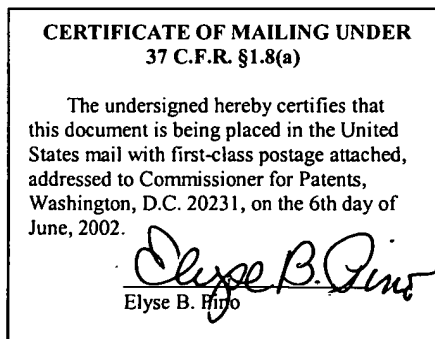 CERTIFICATE OF MAILING UNDER
37 C.F.R. §1.8(a)
The undersigned hereby certifies that
this document is being placed in the United
States mail with first-class postage attached,
addressed to Commissioner for Patents,
Washington, D.C. 20231, on the 6th day of
June, 2002.
Elyse B. Pino
Elyse B. Pino